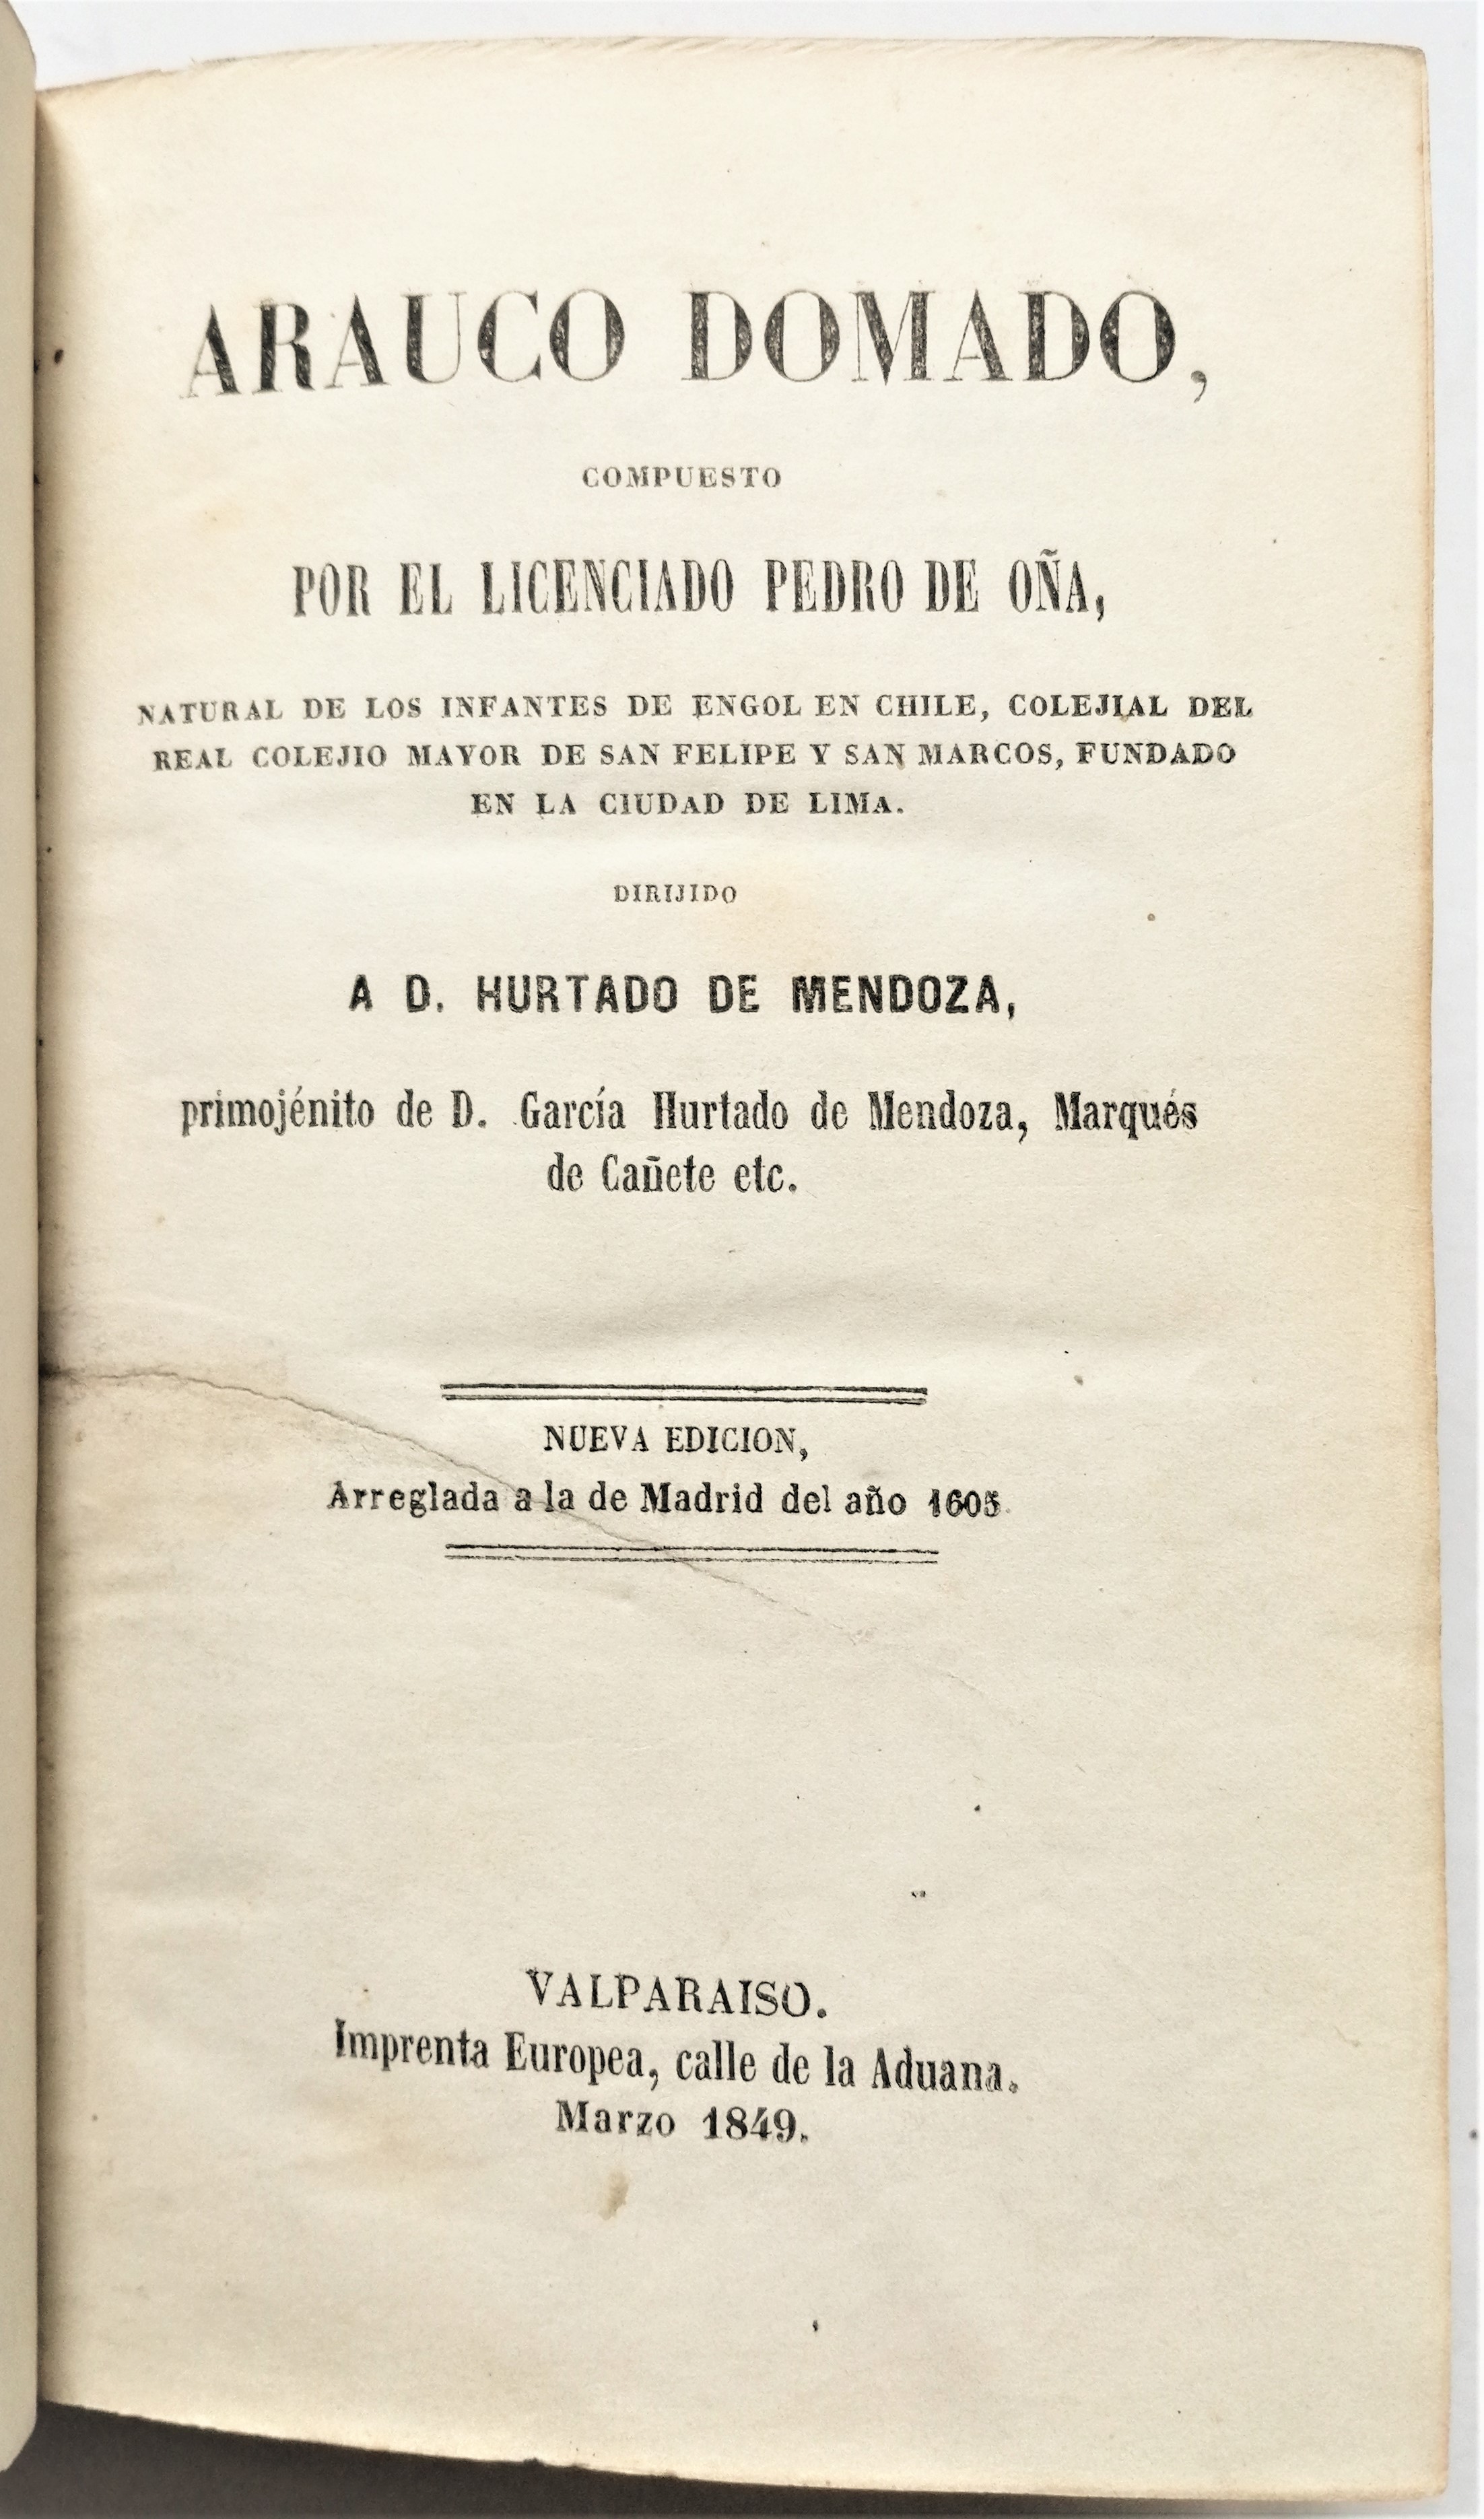 ARAUCO DOMADO,
COMPUESTO
POR EL LICENCIADO PEDRO DE OÑA,
NATURAL DE LOS INFANTES DE ENGOL EN CHILE, COLEJIAL DEL
REAL COLEJIO MAYOR DE SAN FELIPE Y SAN MARCOS, FUNDADO
EN LA CIUDAD DE LIMA.
DIRIJIDO
A D. HURTADO DE MENDOZA,
primojénito de D. García Hurtado de Mendoza, Marqués
de Cañete etc.
NUEVA EDICION,
Arreglada a la de Madrid del año 1605.
VALPARAISO.
Imprenta Europea, calle de la Aduana.
Marzo 1849.